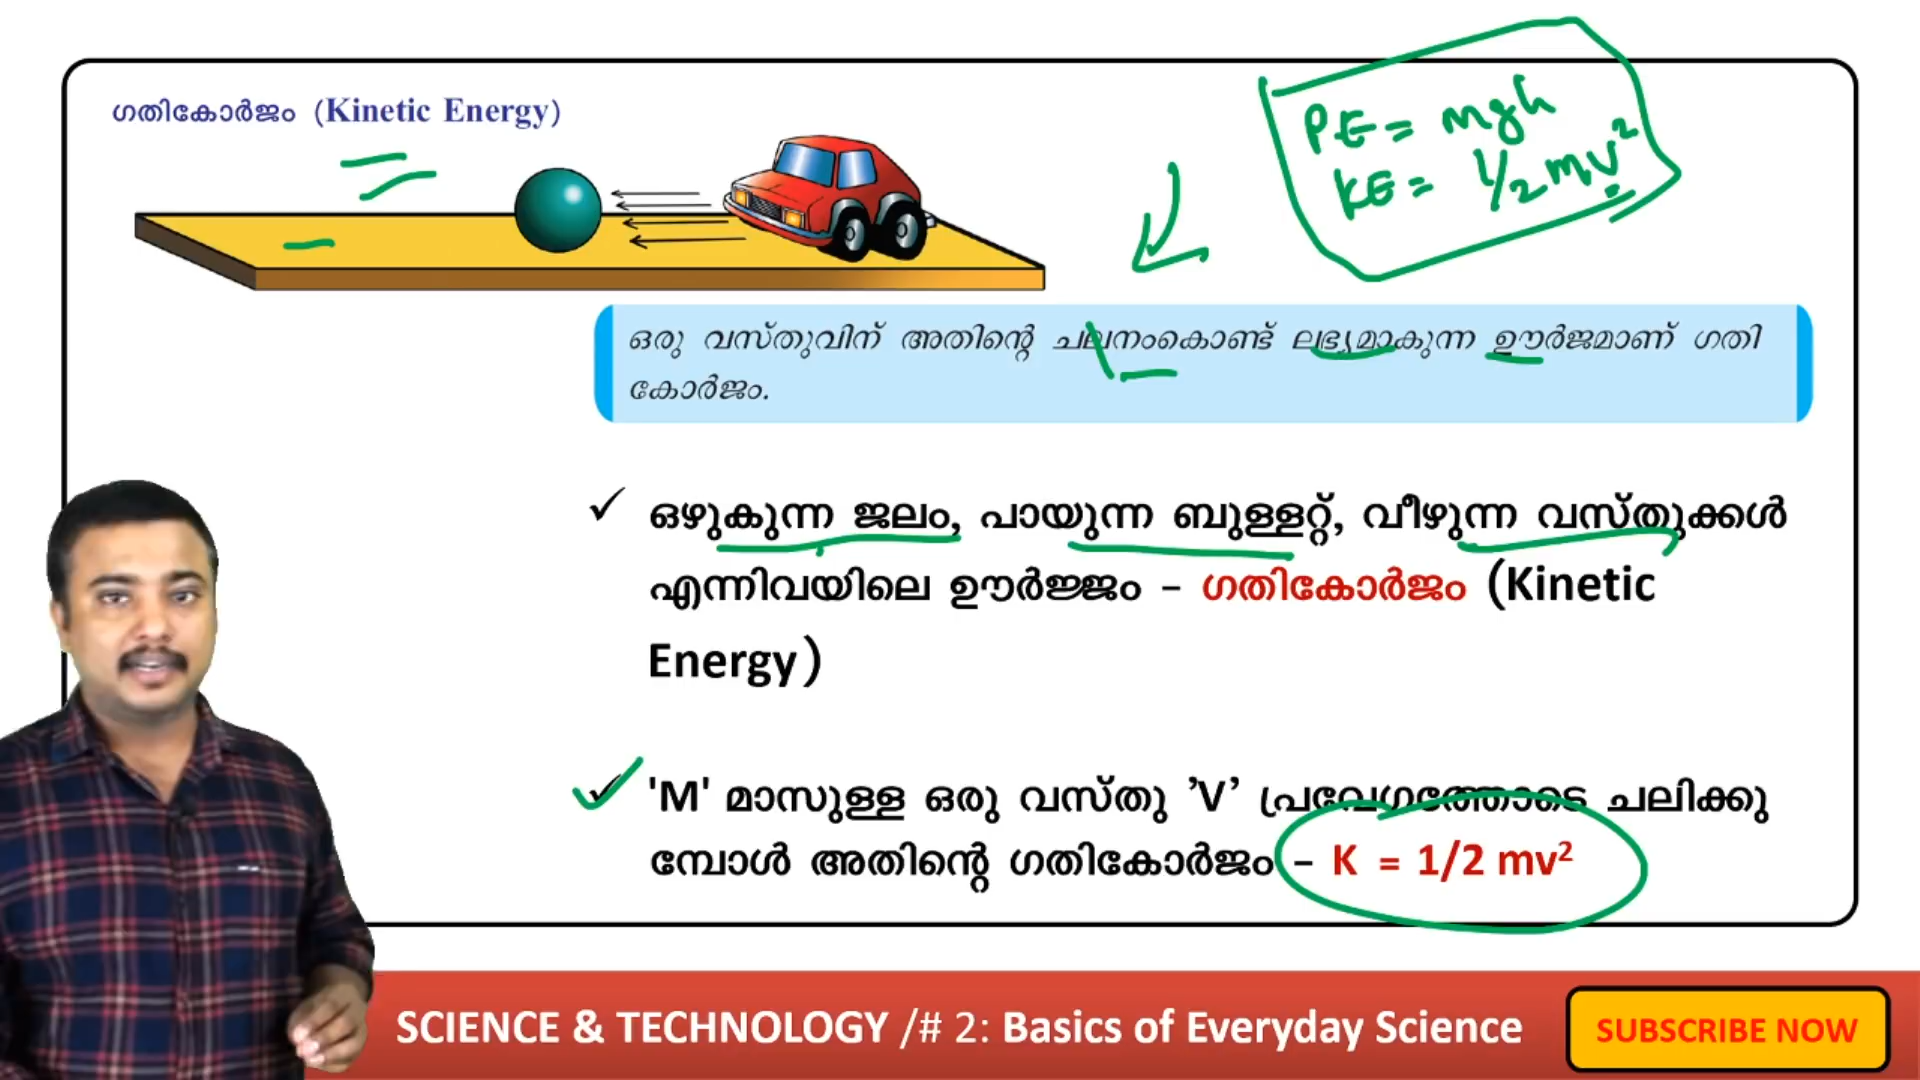 ഗതികോർജം (Kinetic Energy)
PE = mgh
KE = 1/2 mv²
ഒരു വസ്തുവിന് അതിന്റെ ചലനംകൊണ്ട് ലഭ്യമാകുന്ന ഊർജമാണ് ഗതി
കോർജം.
✓ ഒഴുകുന്ന ജലം, പായുന്ന ബുള്ളറ്റ്, വീഴുന്ന വസ്തുക്കൾ
എന്നിവയിലെ ഊർജ്ജം – ഗതികോർജം (Kinetic
Energy)
✓ 'M' മാസുള്ള ഒരു വസ്തു ’V’ പ്രവേഗത്തോടെ ചലിക്കു
മ്പോൾ അതിന്റെ ഗതികോർജം – K = 1/2 mv²
SCIENCE & TECHNOLOGY /# 2: Basics of Everyday Science
SUBSCRIBE NOW